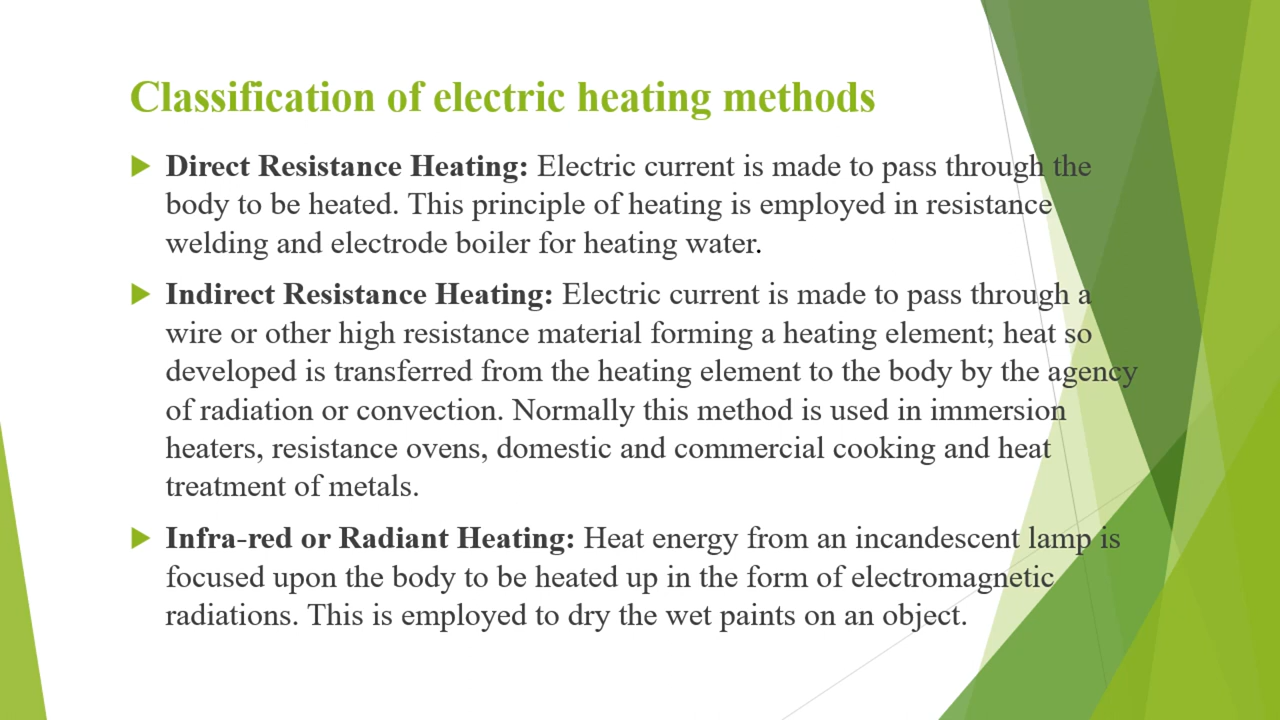 Classification of electric heating methods
Direct Resistance Heating: Electric current is made to pass through the
body to be heated. This principle of heating is employed in resistance
welding and electrode boiler for heating water.
Indirect Resistance Heating: Electric current is made to pass through a
wire or other high resistance material forming a heating element; heat so
developed is transferred from the heating element to the body by the agency
of radiation or convection. Normally this method is used in immersion
heaters, resistance ovens, domestic and commercial cooking and heat
treatment of metals.
Infra-red or Radiant Heating: Heat energy from an incandescent lamp is
focused upon the body to be heated up in the form of electromagnetic
radiations. This is employed to dry the wet paints on an object.